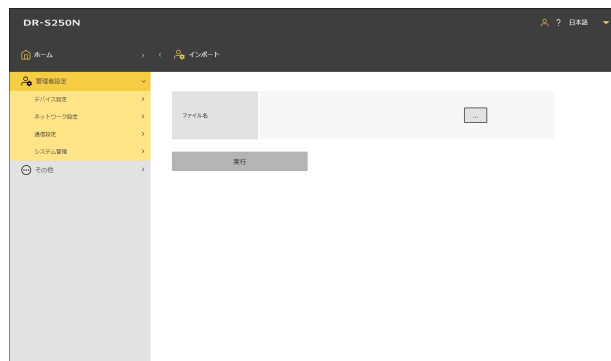 DR-S250N
? 日本語
ホーム
インポート
管理者設定
デバイス設定
ネットワーク設定
通信設定
システム管理
その他
ファイル名
...
実行